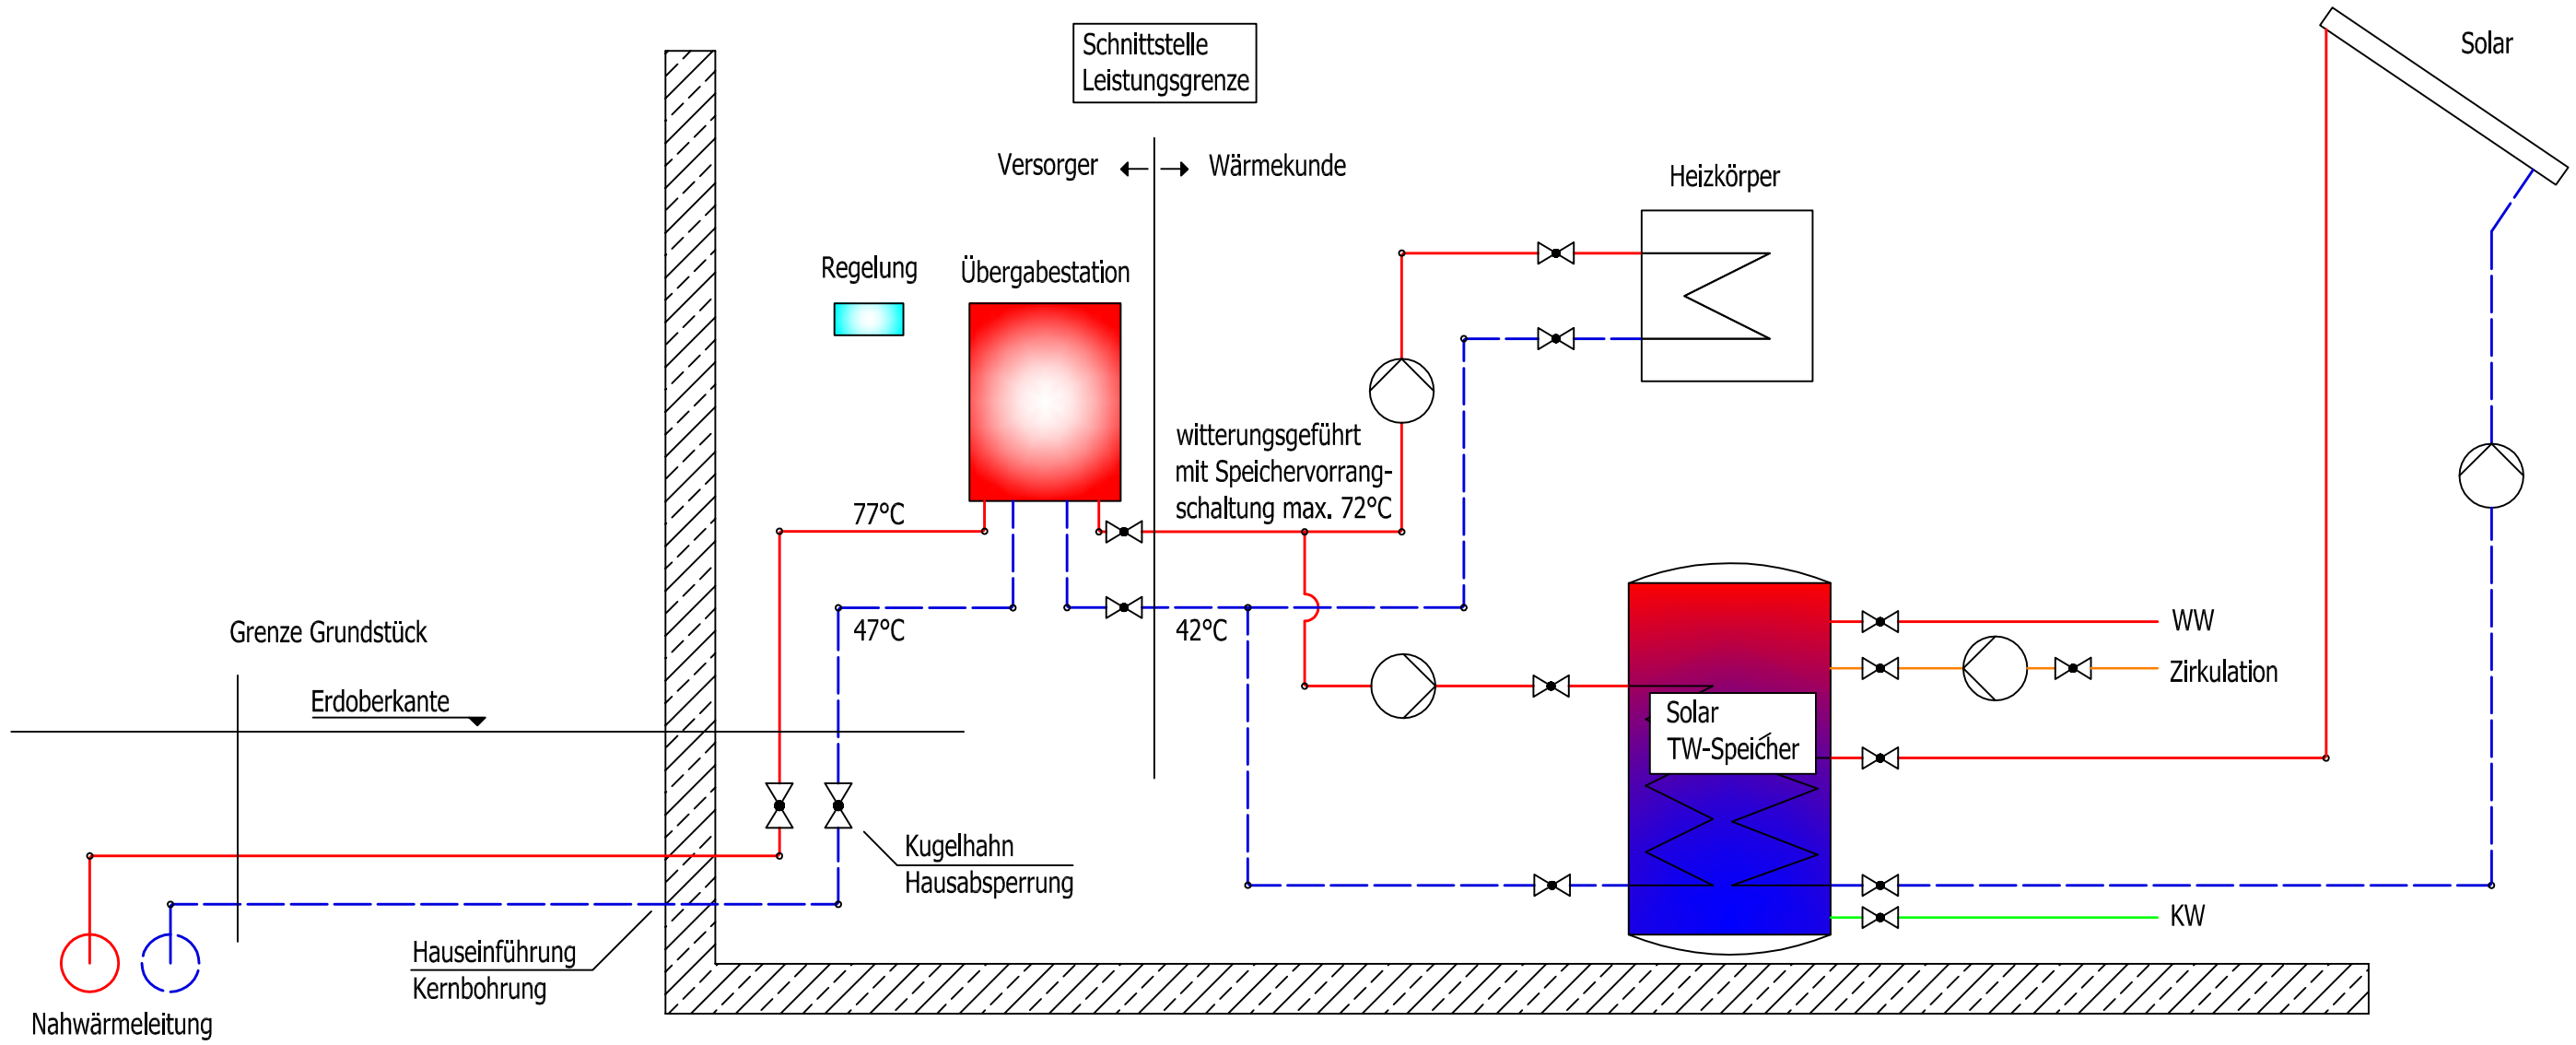 Schnittstelle
Leistungsgrenze
Solar
Versorger
Wärmekunde
Heizkörper
Regelung
Übergabestation
witterungsgeführt
mit Speichervorrang-
schaltung max. 72°C
77°C
47°C
42°C
Grenze Grundstück
Erdoberkante
WW
Zirkulation
Solar
TW-Speicher
Kugelhahn
Hausabsperrung
KW
Hauseinführung
Kernbohrung
Nahwärmeleitung